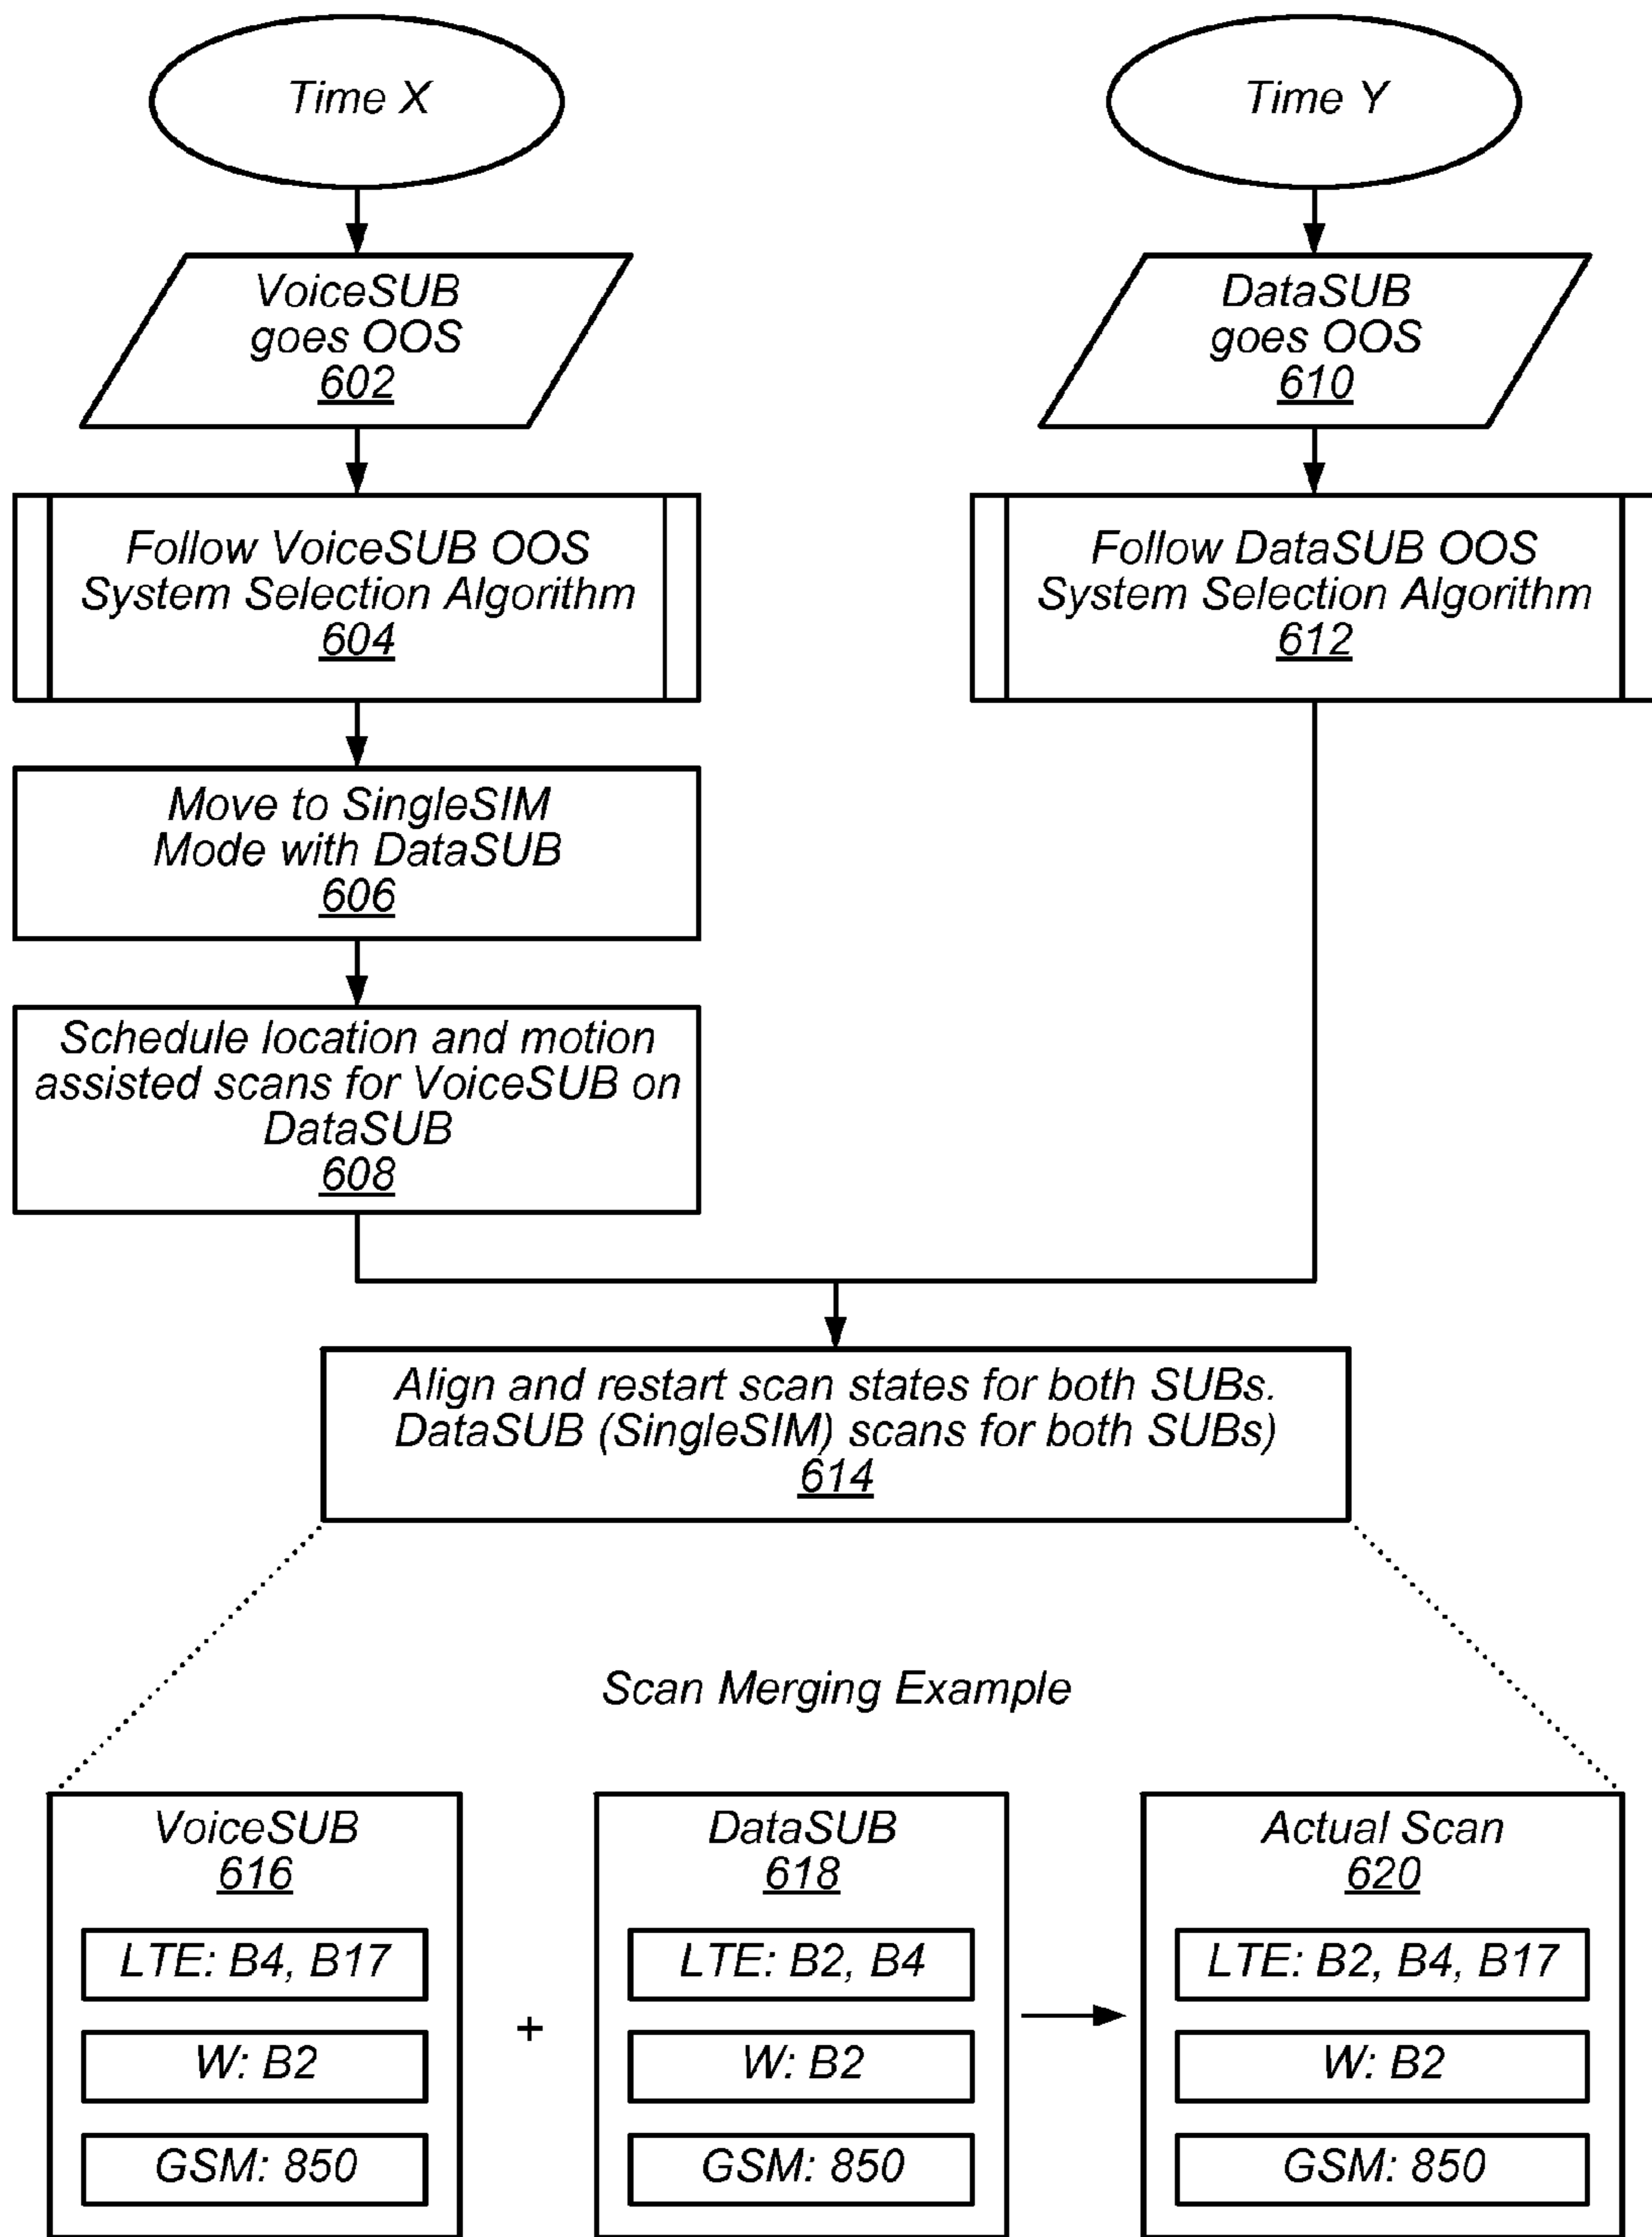 Time X
VoiceSUB
goes OOS
602
Follow VoiceSUB OOS
System Selection Algorithm
604
Move to SingleSIM
Mode with DataSUB
606
Schedule location and motion
assisted scans for VoiceSUB on
DataSUB
608
Time Y
DataSUB
goes OOS
610
Follow DataSUB OOS
System Selection Algorithm
612
Align and restart scan states for both SUBs.
DataSUB (SingleSIM) scans for both SUBs)
614
Scan Merging Example
VoiceSUB
616
LTE: B4, B17
W: B2
GSM: 850
+
DataSUB
618
LTE: B2, B4
W: B2
GSM: 850
Actual Scan
620
LTE: B2, B4, B17
W: B2
GSM: 850